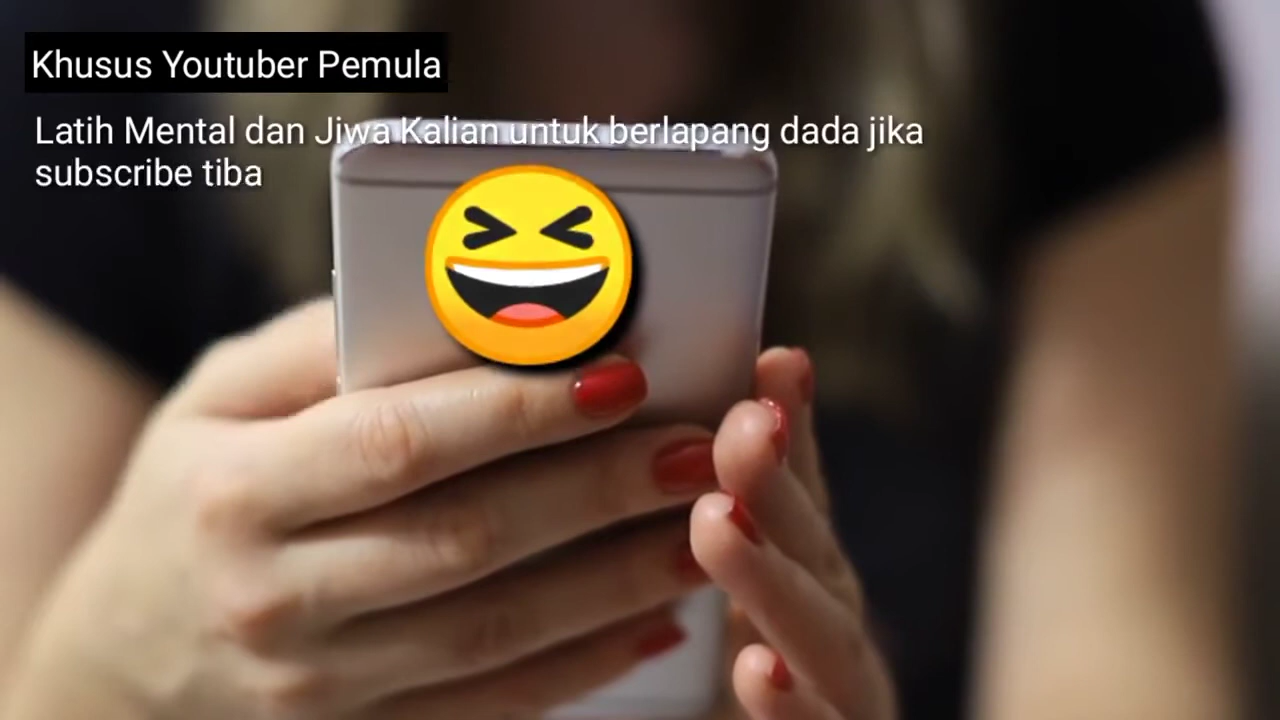 Khusus Youtuber Pemula
Latih Mental dan Jiwa Kalian untuk berlapang dada jika
subscribe tiba